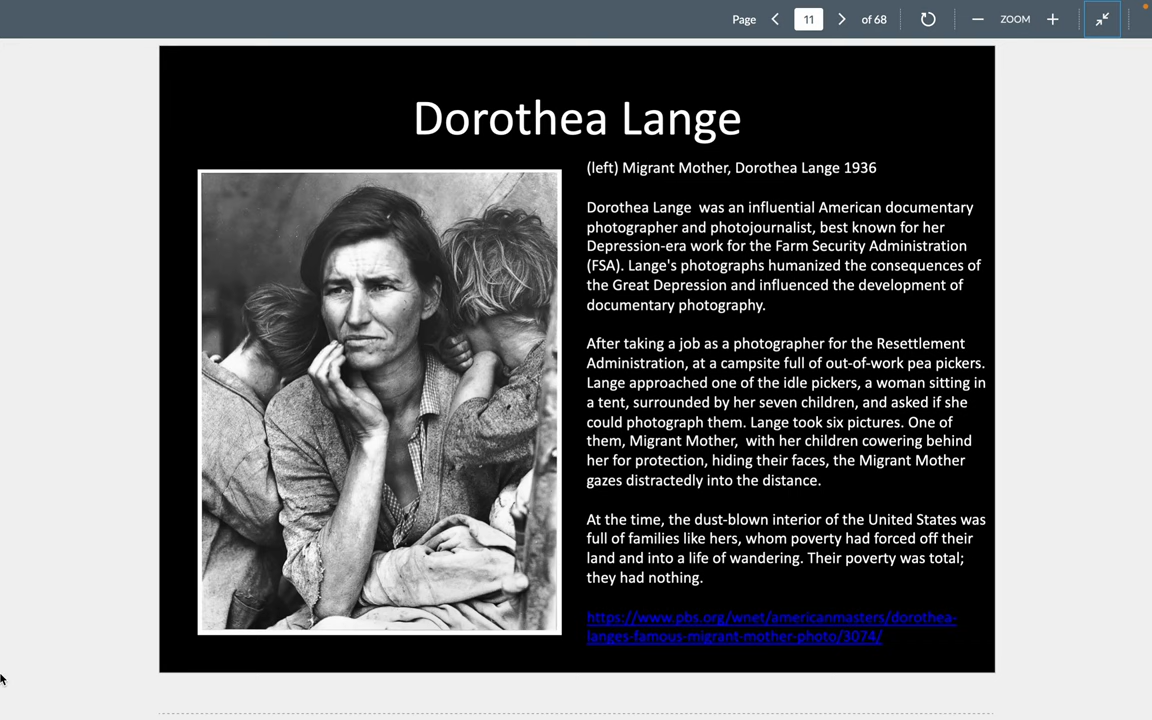 Page 11 of 68 ZOOM
Dorothea Lange
(left) Migrant Mother, Dorothea Lange 1936
Dorothea Lange  was an influential American documentary
photographer and photojournalist, best known for her
Depression-era work for the Farm Security Administration
(FSA). Lange's photographs humanized the consequences of
the Great Depression and influenced the development of
documentary photography.
After taking a job as a photographer for the Resettlement
Administration, at a campsite full of out-of-work pea pickers.
Lange approached one of the idle pickers, a woman sitting in
a tent, surrounded by her seven children, and asked if she
could photograph them. Lange took six pictures. One of
them, Migrant Mother,  with her children cowering behind
her for protection, hiding their faces, the Migrant Mother
gazes distractedly into the distance.
At the time, the dust-blown interior of the United States was
full of families like hers, whom poverty had forced off their
land and into a life of wandering. Their poverty was total;
they had nothing.
https://www.pbs.org/wnet/americanmasters/dorothea-
langes-famous-migrant-mother-photo/3074/